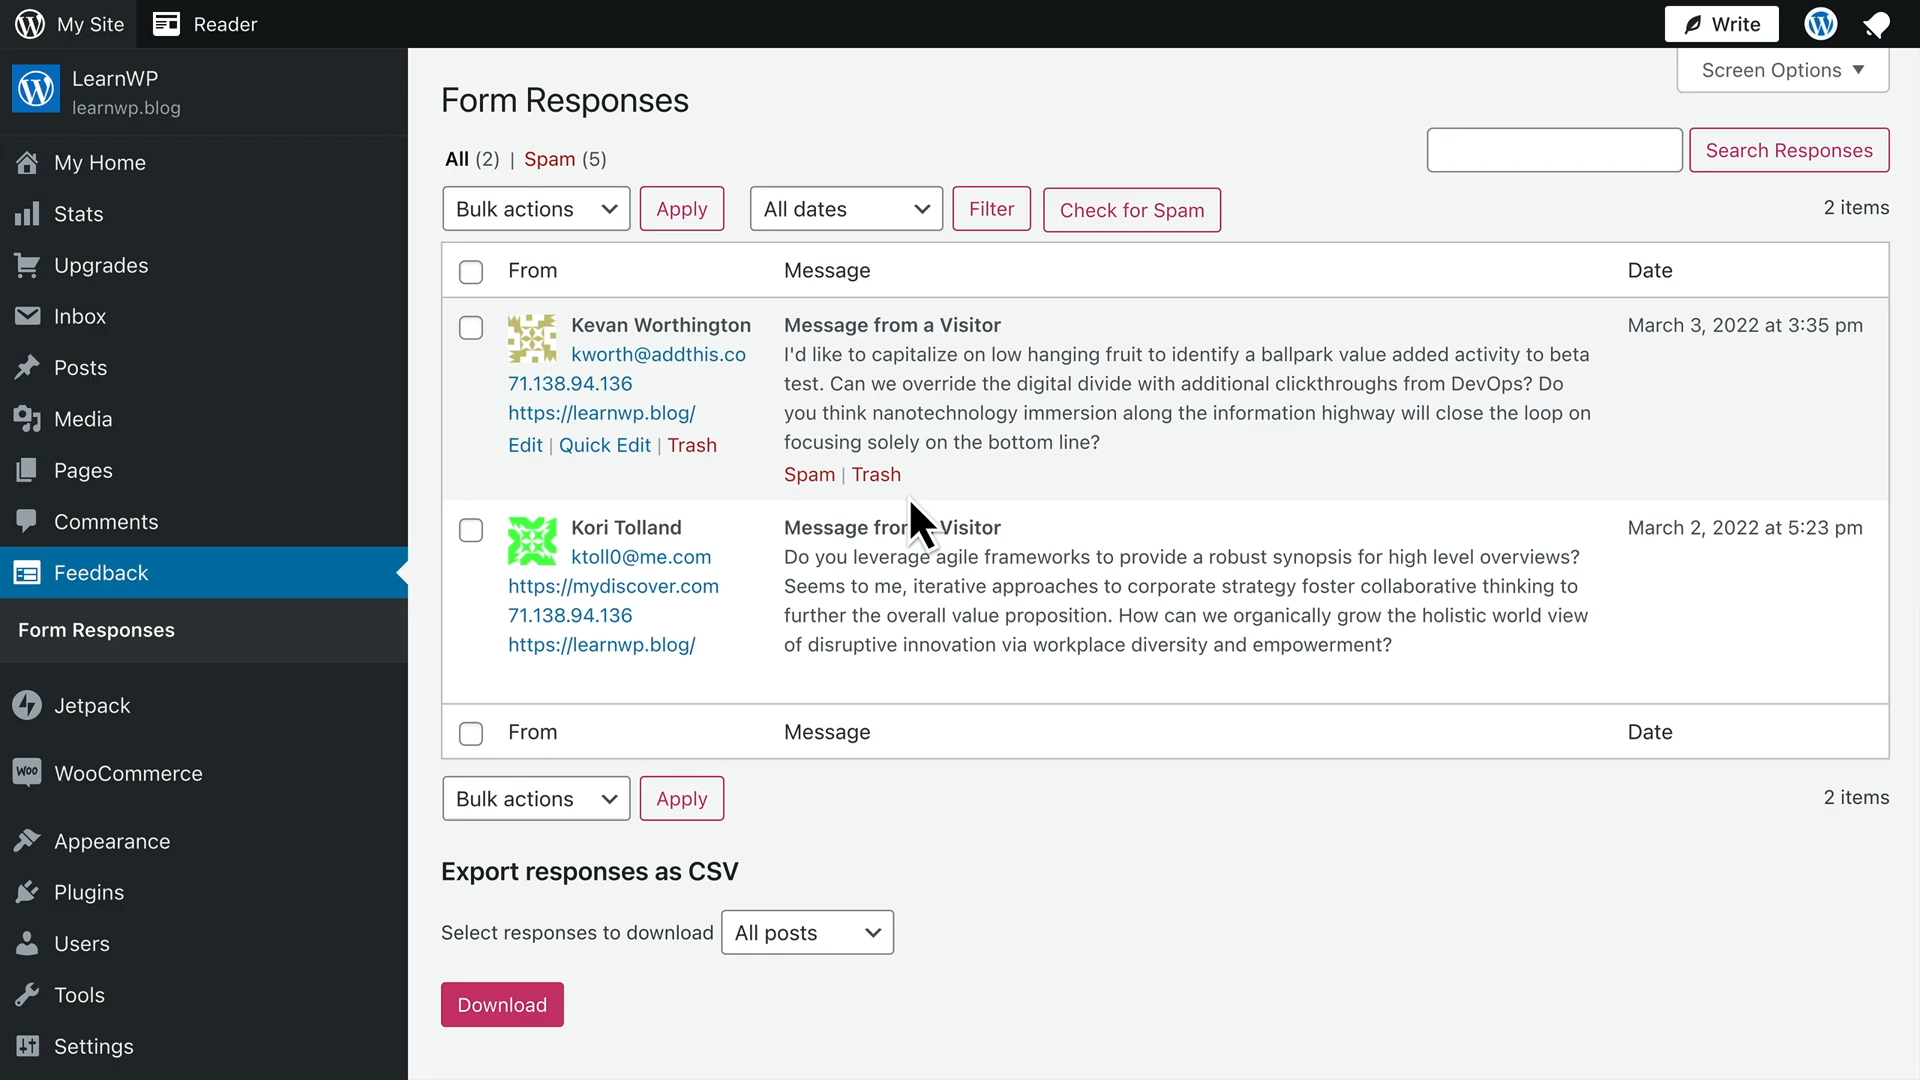 My Site
Reader
Write
LearnWP
learnwp.blog
My Home
Stats
Upgrades
Inbox
Posts
Media
Pages
Comments
Feedback
Form Responses
Jetpack
WooCommerce
Appearance
Plugins
Users
Tools
Settings
Screen Options
Form Responses
All (2) | Spam (5)
Search Responses
Bulk actions
Apply
All dates
Filter
Check for Spam
2 items
From Message Date
Kevan Worthington
kworth@addthis.co
71.138.94.136
https://learnwp.blog/
Edit | Quick Edit | Trash
Message from a Visitor
I'd like to capitalize on low hanging fruit to identify a ballpark value added activity to beta
test. Can we override the digital divide with additional clickthroughs from DevOps? Do
you think nanotechnology immersion along the information highway will close the loop on
focusing solely on the bottom line?
Spam | Trash
March 3, 2022 at 3:35 pm
Kori Tolland
ktoll0@me.com
https://mydiscover.com
71.138.94.136
https://learnwp.blog/
Message from Visitor
Do you leverage agile frameworks to provide a robust synopsis for high level overviews?
Seems to me, iterative approaches to corporate strategy foster collaborative thinking to
further the overall value proposition. How can we organically grow the holistic world view
of disruptive innovation via workplace diversity and empowerment?
March 2, 2022 at 5:23 pm
From Message Date
Bulk actions
Apply
2 items
Export responses as CSV
Select responses to download
All posts
Download